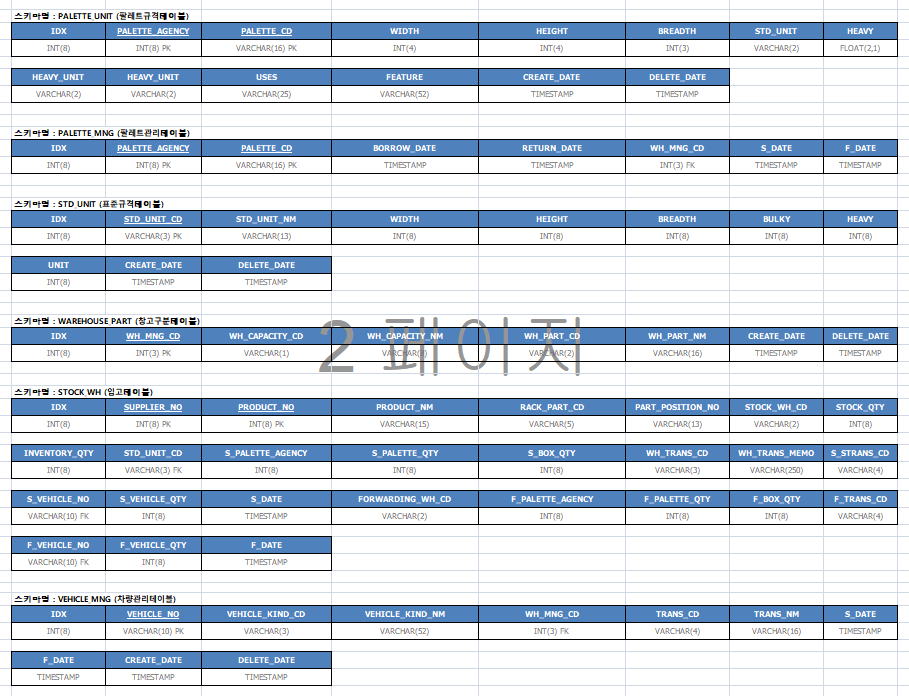 스키마명 : PALETTE_UNIT (팔레트규격테이블)
IDX PALETTE_AGENCY PALETTE_CD WIDTH HEIGHT BREADTH STD_UNIT HEAVY
INT(8) INT(8) PK VARCHAR(16) PK INT(4) INT(4) INT(3) VARCHAR(2) FLOAT(2,1)
HEAVY_UNIT HEAVY_UNIT USES FEATURE CREATE_DATE DELETE_DATE
VARCHAR(2) VARCHAR(2) VARCHAR(25) VARCHAR(52) TIMESTAMP TIMESTAMP
스키마명 : PALETTE_MNG (팔레트관리테이블)
IDX PALETTE_AGENCY PALETTE_CD BORROW_DATE RETURN_DATE WH_MNG_CD S_DATE F_DATE
INT(8) INT(8) PK VARCHAR(16) PK TIMESTAMP TIMESTAMP INT(3) FK TIMESTAMP TIMESTAMP
스키마명 : STD_UNIT (표준규격테이블)
IDX STD_UNIT_CD STD_UNIT_NM WIDTH HEIGHT BREADTH BULKY HEAVY
INT(8) VARCHAR(3) PK VARCHAR(13) INT(8) INT(8) INT(8) INT(8) INT(8)
UNIT CREATE_DATE DELETE_DATE
INT(8) TIMESTAMP TIMESTAMP
스키마명 : WAREHOUSE_PART (창고구분테이블)
IDX WH_MNG_CD WH_CAPACITY_CD WH_CAPACITY_NM WH_PART_CD WH_PART_NM CREATE_DATE DELETE_DATE
INT(8) INT(3) PK VARCHAR(1) VARCHAR(2) VARCHAR(16) TIMESTAMP TIMESTAMP
2 페이지
스키마명 : STOCK_WH (입고테이블)
IDX SUPPLIER_NO PRODUCT_NO PRODUCT_NM RACK_PART_CD PART_POSITION_NO STOCK_WH_CD STOCK_QTY
INT(8) INT(8) PK INT(8) PK VARCHAR(15) VARCHAR(5) VARCHAR(13) VARCHAR(2) INT(8)
INVENTORY_QTY STD_UNIT_CD S_PALETTE_AGENCY S_PALETTE_QTY S_BOX_QTY WH_TRANS_CD WH_TRANS_MEMO S_STRANS_CD
INT(8) VARCHAR(3) FK INT(8) INT(8) INT(8) VARCHAR(3) VARCHAR(250) VARCHAR(4)
S_VEHICLE_NO S_VEHICLE_QTY S_DATE FORWARDING_WH_CD F_PALETTE_AGENCY F_PALETTE_QTY F_BOX_QTY F_TRANS_CD
VARCHAR(10) FK INT(8) TIMESTAMP VARCHAR(2) INT(8) INT(8) INT(8) VARCHAR(4)
F_VEHICLE_NO F_VEHICLE_QTY F_DATE
VARCHAR(10) FK INT(8) TIMESTAMP
스키마명 : VEHICLE_MNG (차량관리테이블)
IDX VEHICLE_NO VEHICLE_KIND_CD VEHICLE_KIND_NM WH_MNG_CD TRANS_CD TRANS_NM S_DATE
INT(8) VARCHAR(10) PK VARCHAR(3) VARCHAR(52) INT(3) FK VARCHAR(4) VARCHAR(16) TIMESTAMP
F_DATE CREATE_DATE DELETE_DATE
TIMESTAMP TIMESTAMP TIMESTAMP